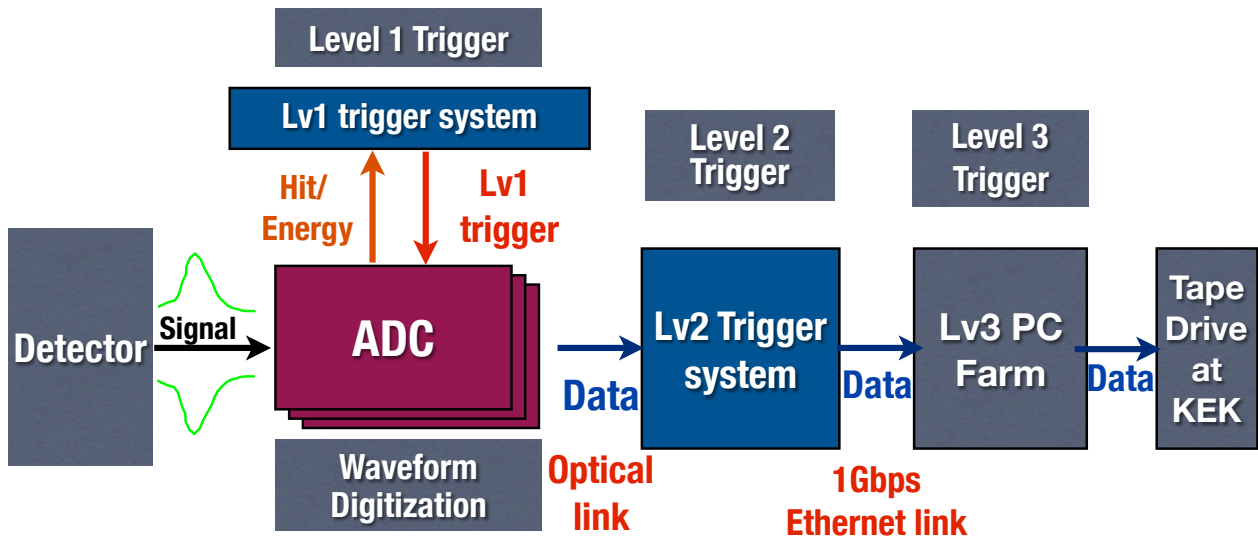 Level 1 Trigger
Lv1 trigger system
Hit/
Energy
Lv1
trigger
Level 2
Trigger
Level 3
Trigger
Detector
Signal
ADC
Data
Lv2 Trigger
system
Data
Lv3 PC
Farm
Data
Tape
Drive
at
KEK
Waveform
Digitization
Optical
link
1Gbps
Ethernet link